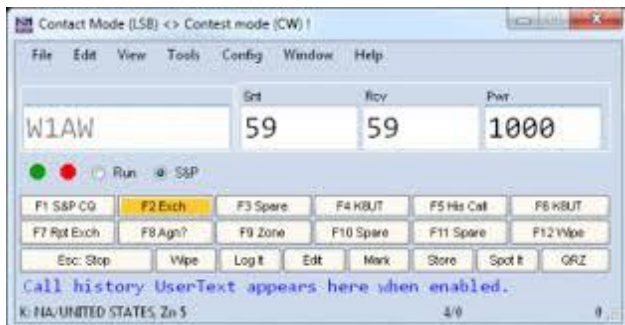 Contact Mode (LSB) <> Contest mode (CW) !
File Edit View Tools Config Window Help
Snt Rcv Pwr
W1AW 59 59 1000
Run S&P
F1 S&P CQ F2 Exch F3 Spare F4 K8UT F5 His Call F6 K8UT
F7 Rpt Exch F8 Agn? F9 Zone F10 Spare F11 Spare F12 Wipe
Esc: Stop Wipe Log It Edit Mark Store Spot It QRZ
Call history UserText appears here when enabled.
K: NA/UNITED STATES, Zn 5 4/0 0